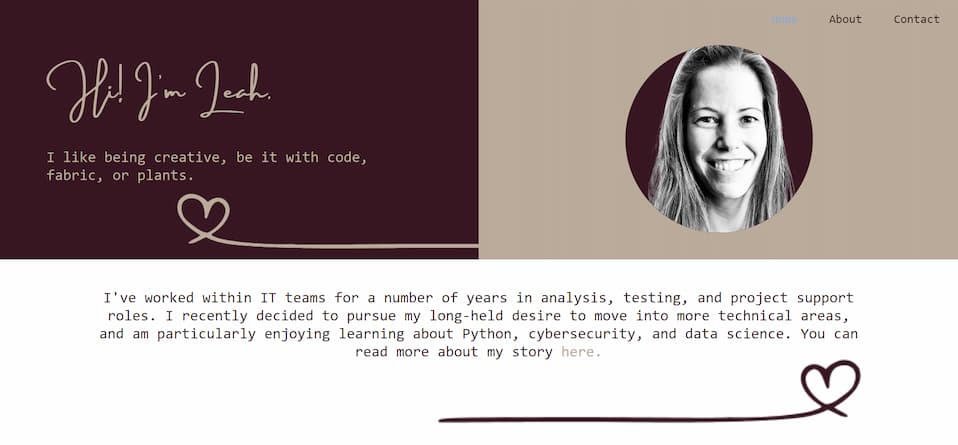 Home About Contact
Hi! I'm Leah.
I like being creative, be it with code,
fabric, or plants.
I've worked within IT teams for a number of years in analysis, testing, and project support
roles. I recently decided to pursue my long-held desire to move into more technical areas,
and am particularly enjoying learning about Python, cybersecurity, and data science. You can
read more about my story here.